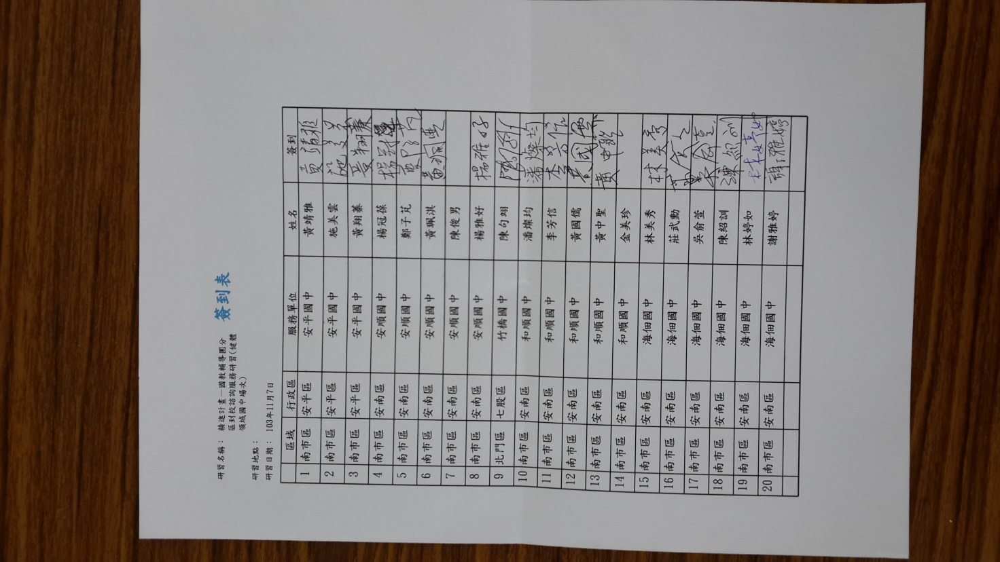 簽到表
研習名稱： 精進計畫—國教輔導團分
區到校諮詢服務研習(健體
領域國中場次)
研習地點：
研習日期： 103年11月7日
區域 行政區 服務單位 姓名 簽到
1 南市區 安平區 安平國中 黃靖雅 黃靖雅
2 南市區 安平區 安平國中 施美雲 施美雲
3 南市區 安平區 安平國中 黃翔蓁 黃翔蓁
4 南市區 安南區 安順國中 楊冠葆 楊冠葆
5 南市區 安南區 安順國中 鄭子芃
6 南市區 安南區 安順國中 黃珮淇
7 南市區 安南區 安順國中 陳俊男
8 南市區 安南區 安順國中 楊雅妤 楊雅妤
9 北門區 七股區 竹橋國中 陳句翊
10 南市區 安南區 和順國中 潘燦均 潘燦均
11 南市區 安南區 和順國中 李芳信 李芳信
12 南市區 安南區 和順國中 黃國儒 黃國儒
13 南市區 安南區 和順國中 黃中聖 黃中聖
14 南市區 安南區 和順國中 金美珍
15 南市區 安南區 海佃國中 林美秀 林美秀
16 南市區 安南區 海佃國中 莊武勳
17 南市區 安南區 海佃國中 吳俞萱
18 南市區 安南區 海佃國中 陳紹訓 陳紹訓
19 南市區 安南區 海佃國中 林婷如 林婷如
20 南市區 安南區 海佃國中 謝雅婷 謝雅婷